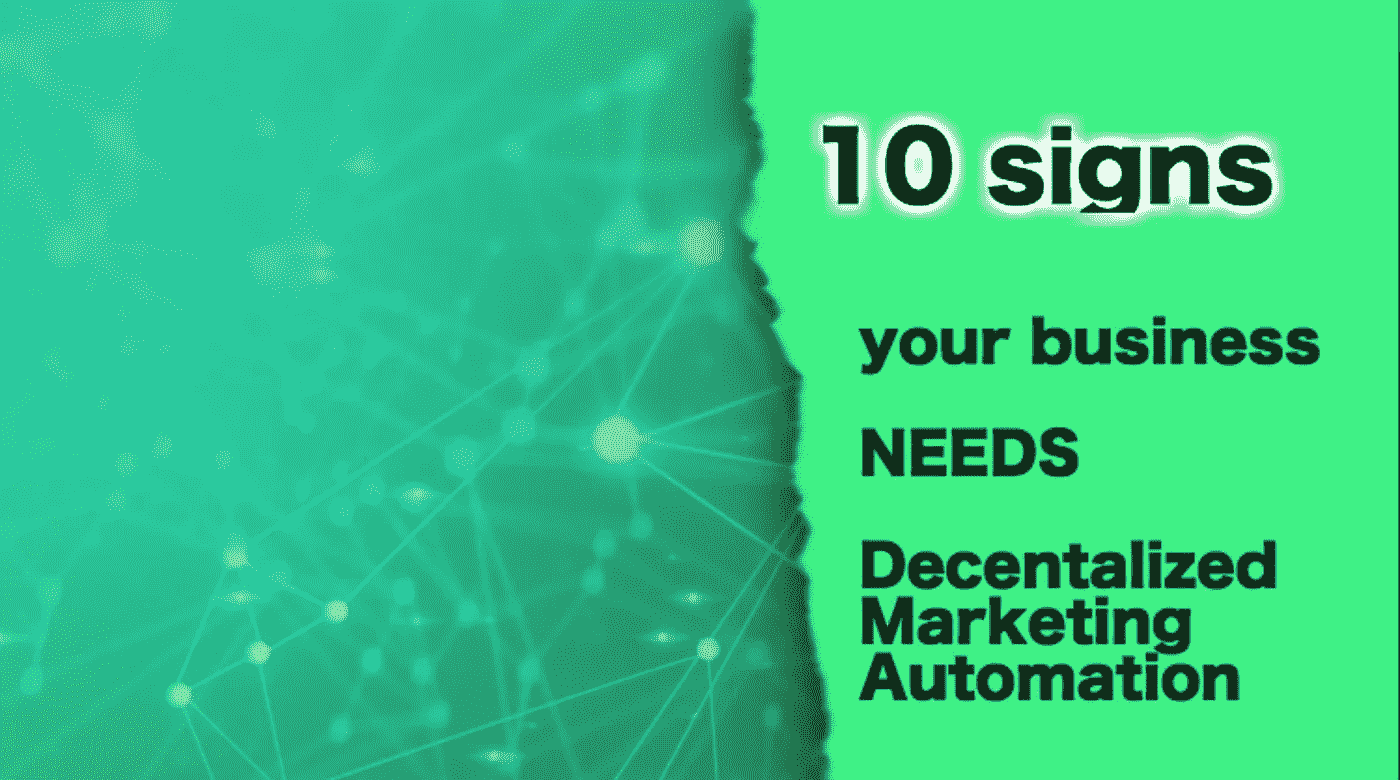 10 signs
your business
NEEDS
Decentalized
Marketing
Automation